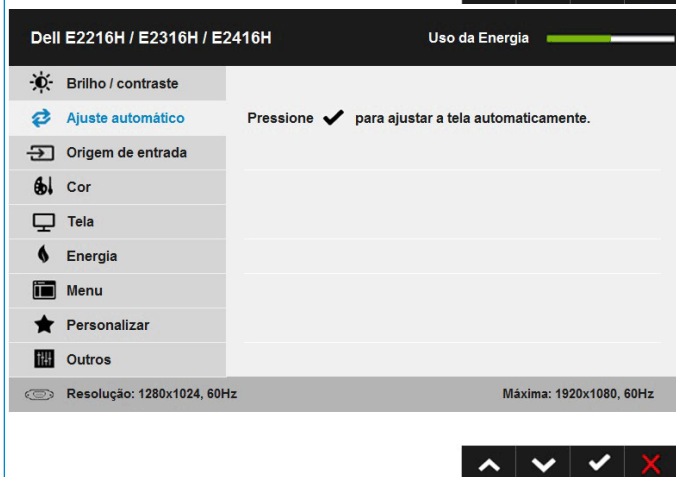 Dell E2216H / E2316H / E2416H Uso da Energia
Brilho / contraste
Ajuste automático Pressione para ajustar a tela automaticamente.
Origem de entrada
Cor
Tela
Energia
Menu
Personalizar
Outros
Resolução: 1280x1024, 60Hz Máxima: 1920x1080, 60Hz